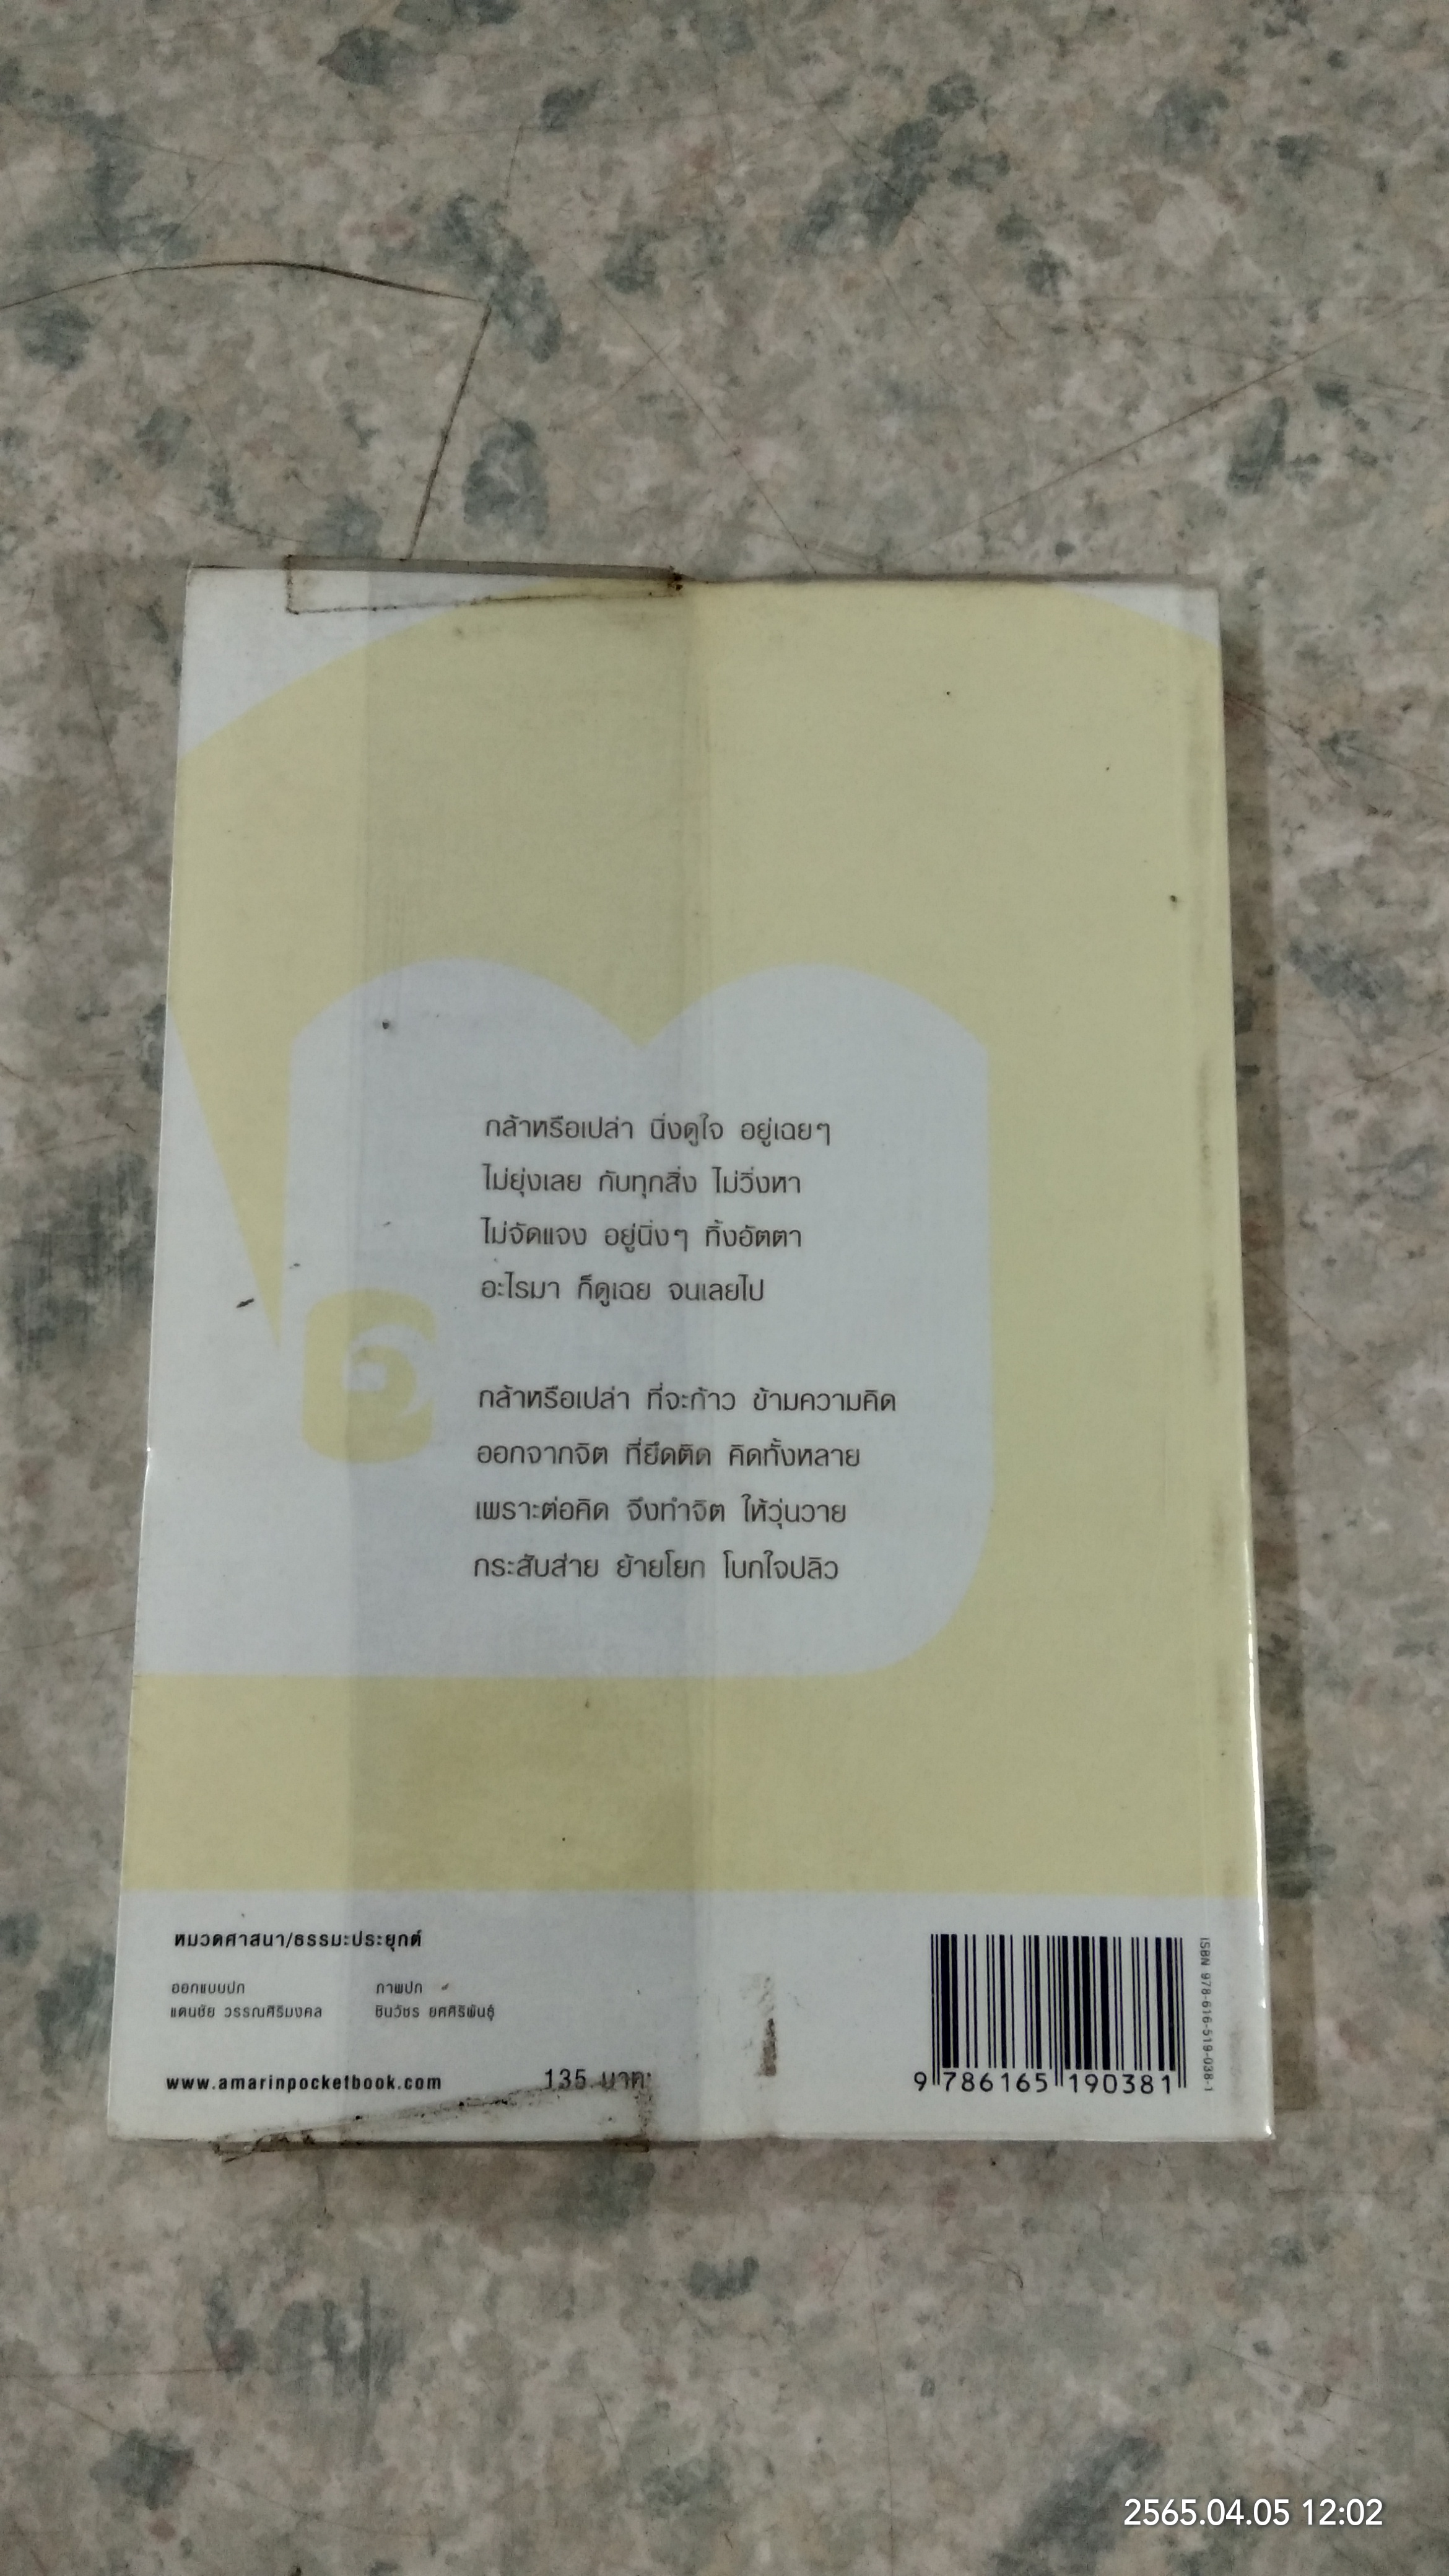 กล้าหรือเปล่า นิ่งดูใจ อยู่เฉยๆ
ไม่ยุ่งเลย กับทุกสิ่ง ไม่วิ่งหา
ไม่จัดแจง อยู่นิ่งๆ ทิ้งอัตตา
อะไรมา ก็ดูเฉย จนเลยไป
กล้าหรือเปล่า ที่จะก้าว ข้ามความคิด
ออกจากจิต ที่ยึดติด คิดทั้งหลาย
เพราะต่อคิด จึงทำจิต ให้วุ่นวาย
กระสับส่าย ย้ายโยก โบกใจปลิว
หมวดศาสนา/ธรรมะประยุกต์
ออกแบบปก ภาพปก
แดนชัย วรรณศิริมงคล ชินวัชร ยศศิริพันธุ์
www.amarinpocketbook.com 135 บาท
9 786165 190381
ISBN 978-616-519-038-1
2565.04.05 12:02